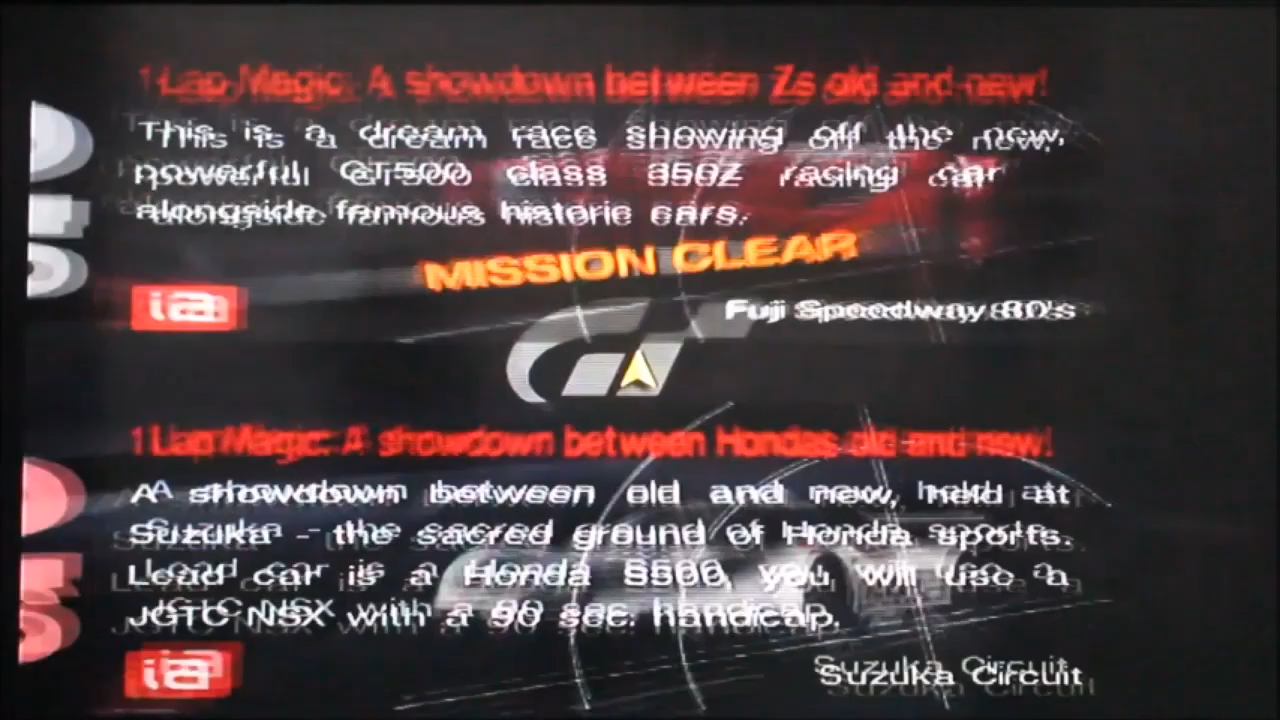 1 Lap Magic: A showdown between Zs old and new!
This is a dream race showing off the new,
powerful GT500 class 350Z racing car
alongside famous historic cars.
MISSION CLEAR
iA
Fuji Speedway 80's
GT
1 Lap Magic: A showdown between Hondas old and new!
A showdown between old and new, held at
Suzuka - the sacred ground of Honda sports.
Lead car is a Honda S500, you will use a
JGTC NSX with a 90 sec. handicap.
iA
Suzuka Circuit